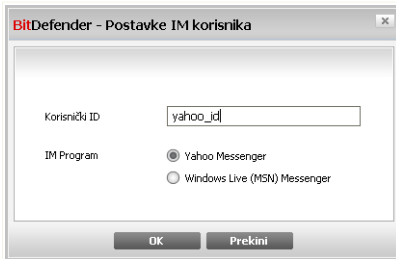 BitDefender - Postavke IM korisnika
Korisnički ID
yahoo_id
IM Program
Yahoo Messenger
Windows Live (MSN) Messenger
OK
Prekini